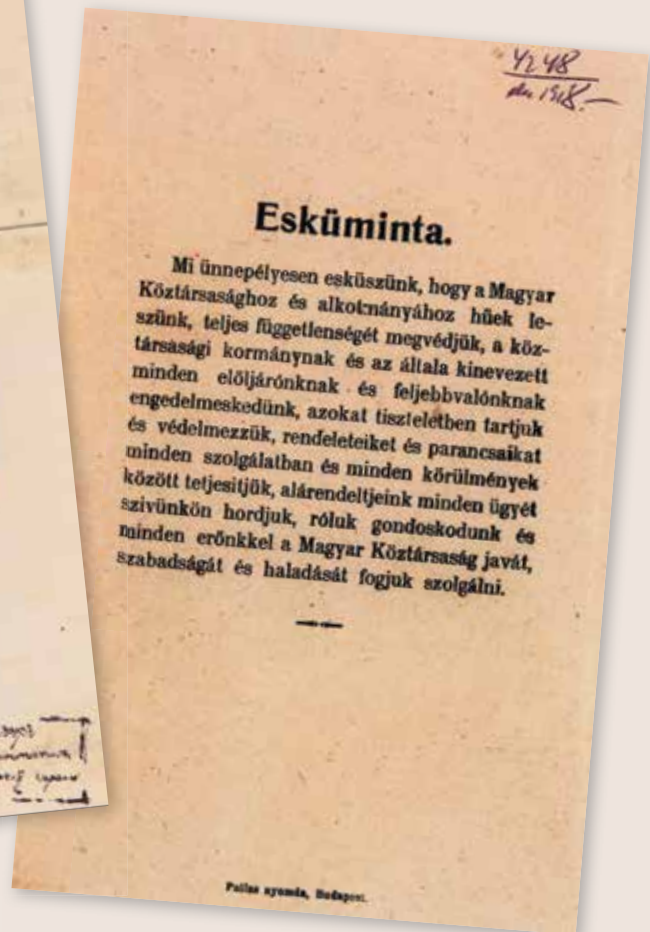 4248
1918.—
Esküminta.
Mi ünnepélyesen esküszünk, hogy a Magyar
Köztársasághoz és alkotmányához hűek le-
szünk, teljes függetlenségét megvédjük, a köz-
társasági kormánynak és az általa kinevezett
minden előljárónknak és feljebbvalónknak
engedelmeskedünk, azokat tiszteletben tartjuk
és védelmezzük, rendeleteiket és parancsaikat
minden szolgálatban és minden körülmények
között tetjesitjük, alárendeltjeink minden ügyét
szivünkön hordjuk, róluk gondoskodunk és
minden erőnkkel a Magyar Köztársaság javát,
szabadságát és haladását fogjuk szolgálni.
Pallas nyomda, Budapest.